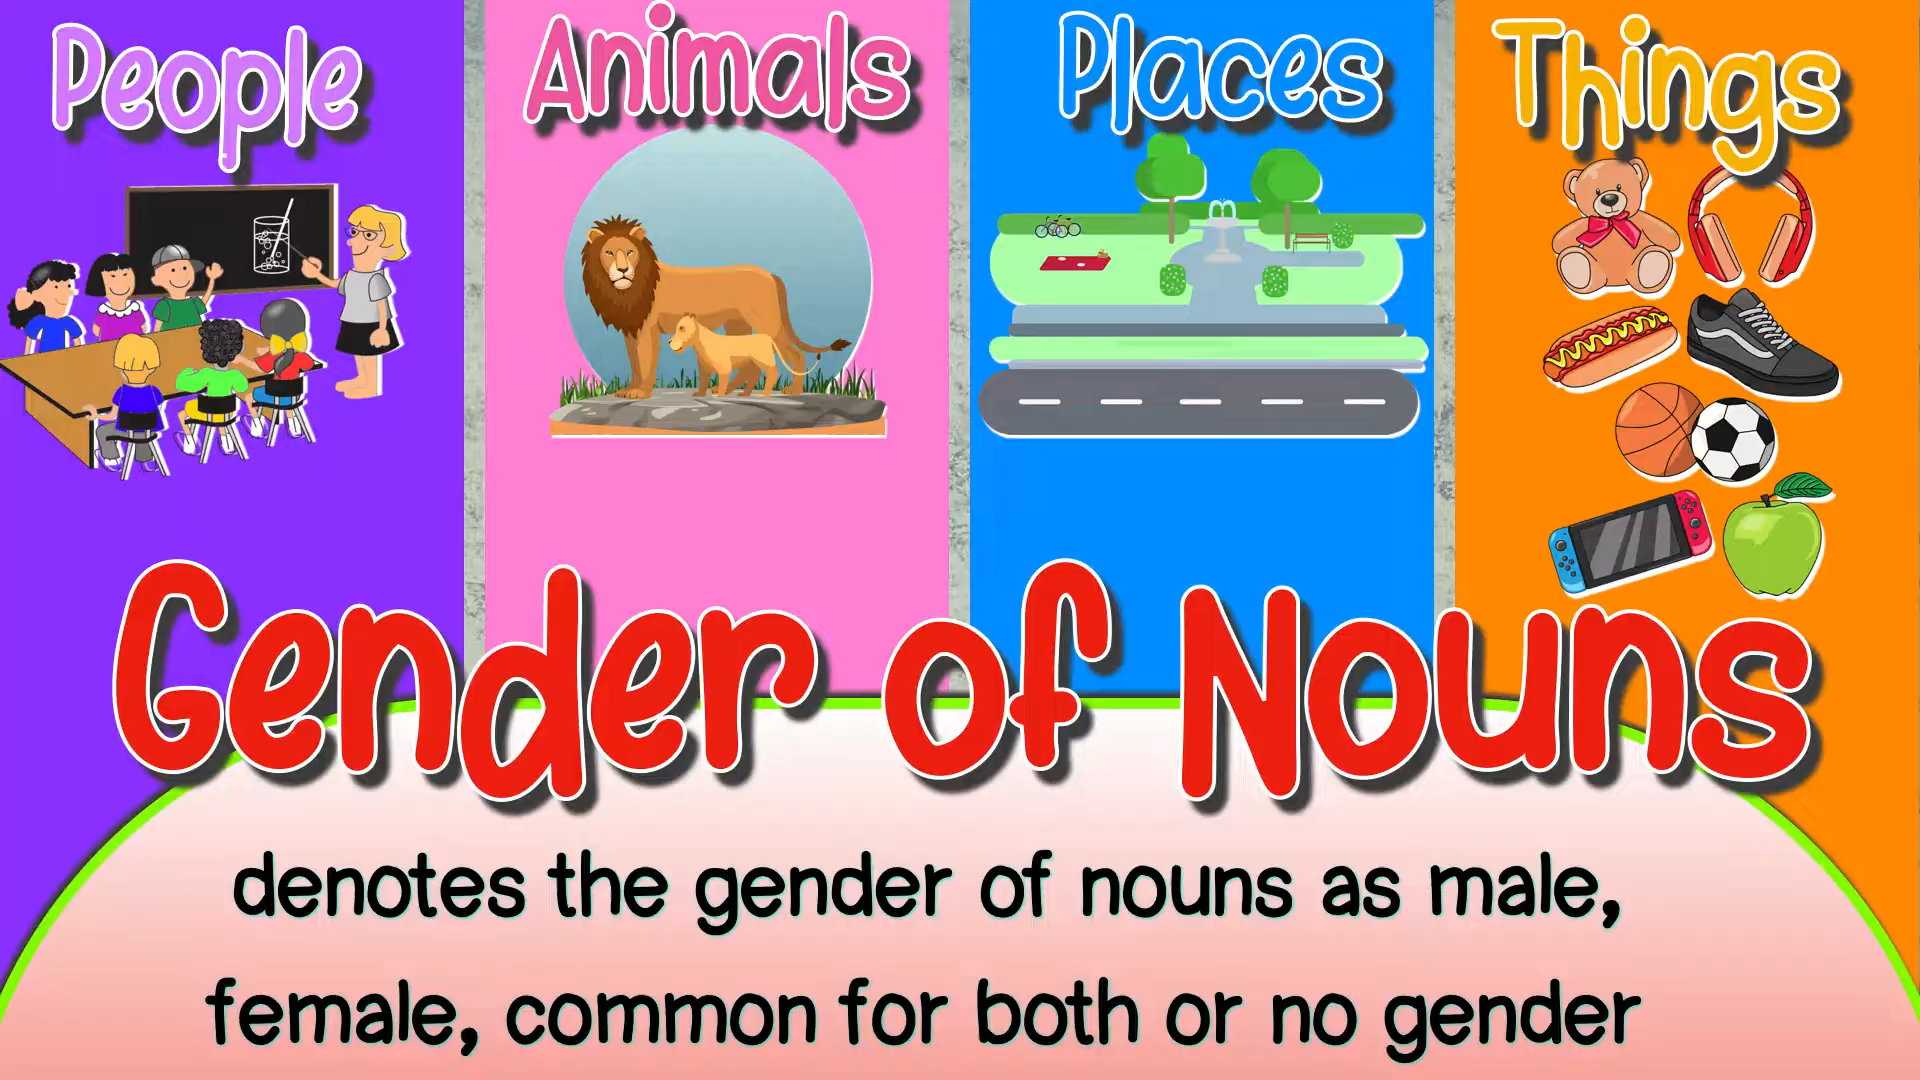 People
Animals
Places
Things
Gender of Nouns
denotes the gender of nouns as male,
female, common for both or no gender